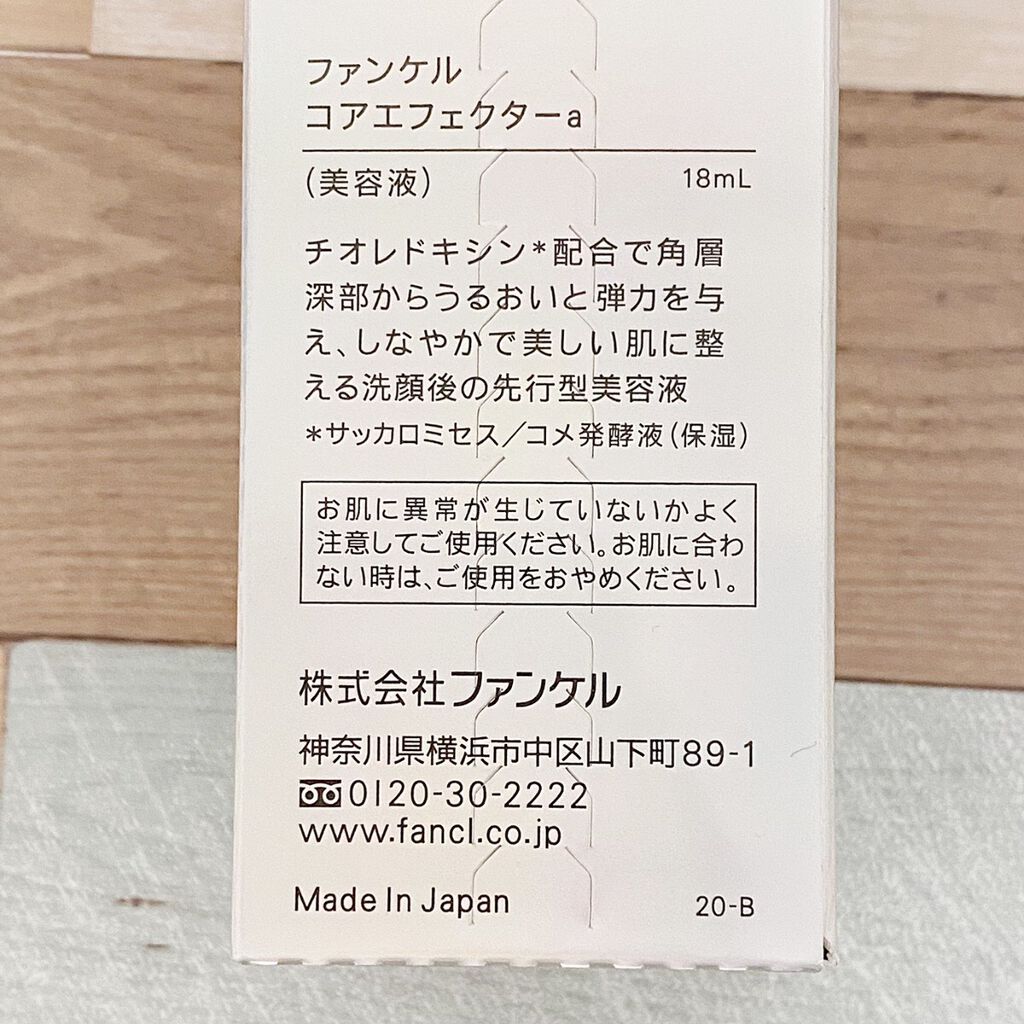 ファンケル
コアエフェクターa
(美容液) 18mL
チオレドキシン*配合で角層
深部からうるおいと弾力を与
え、しなやかで美しい肌に整
える洗顔後の先行型美容液
*サッカロミセス/コメ発酵液(保湿)
お肌に異常が生じていないかよく
注意してご使用ください。お肌に合わ
ない時は、ご使用をおやめください。
株式会社ファンケル
神奈川県横浜市中区山下町89-1
0120-30-2222
www.fancl.co.jp
Made In Japan 20-B